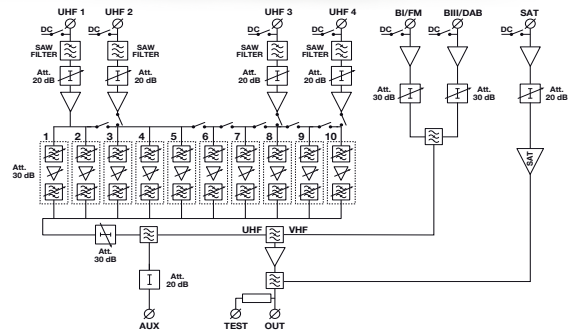 UHF 1 UHF 2 UHF 3 UHF 4 BI/FM BIII/DAB SAT
DC DC DC DC DC DC DC
SAW FILTER SAW FILTER SAW FILTER SAW FILTER
Att. 20 dB Att. 20 dB Att. 20 dB Att. 20 dB Att. 30 dB Att. 30 dB Att. 20 dB
1 2 3 4 5 6 7 8 9 10
Att. 30 dB
SAT
UHF VHF
Att. 30 dB
Att. 20 dB
AUX TEST OUT